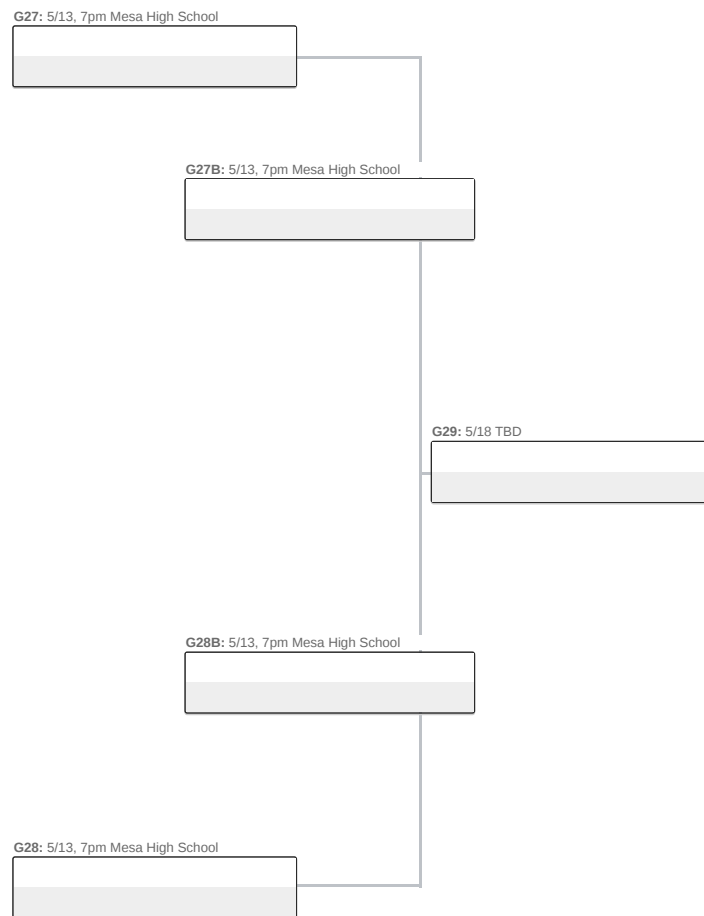 G27: 5/13, 7pm Mesa High School
G27B: 5/13, 7pm Mesa High School
G29: 5/18 TBD
G28B: 5/13, 7pm Mesa High School
G28: 5/13, 7pm Mesa High School